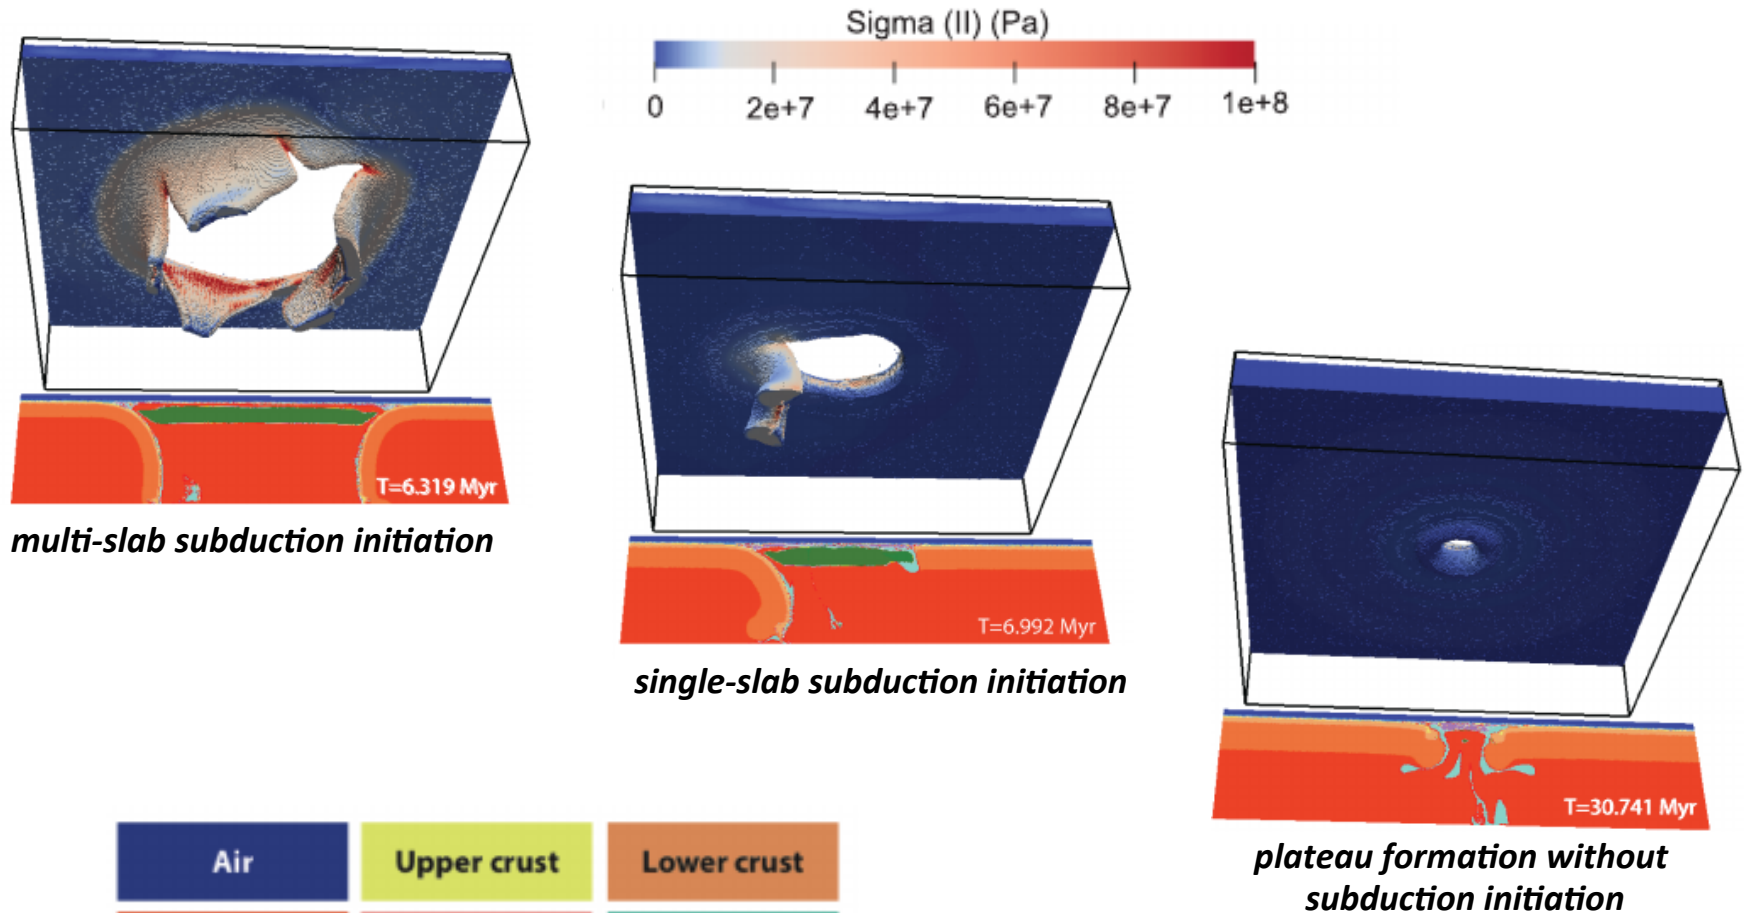 Sigma (II) (Pa)
0 2e+7 4e+7 6e+7 8e+7 1e+8
T=6.319 Myr
multi-slab subduction initiation
T=6.992 Myr
single-slab subduction initiation
T=30.741 Myr
plateau formation without
subduction initiation
Air Upper crust Lower crust